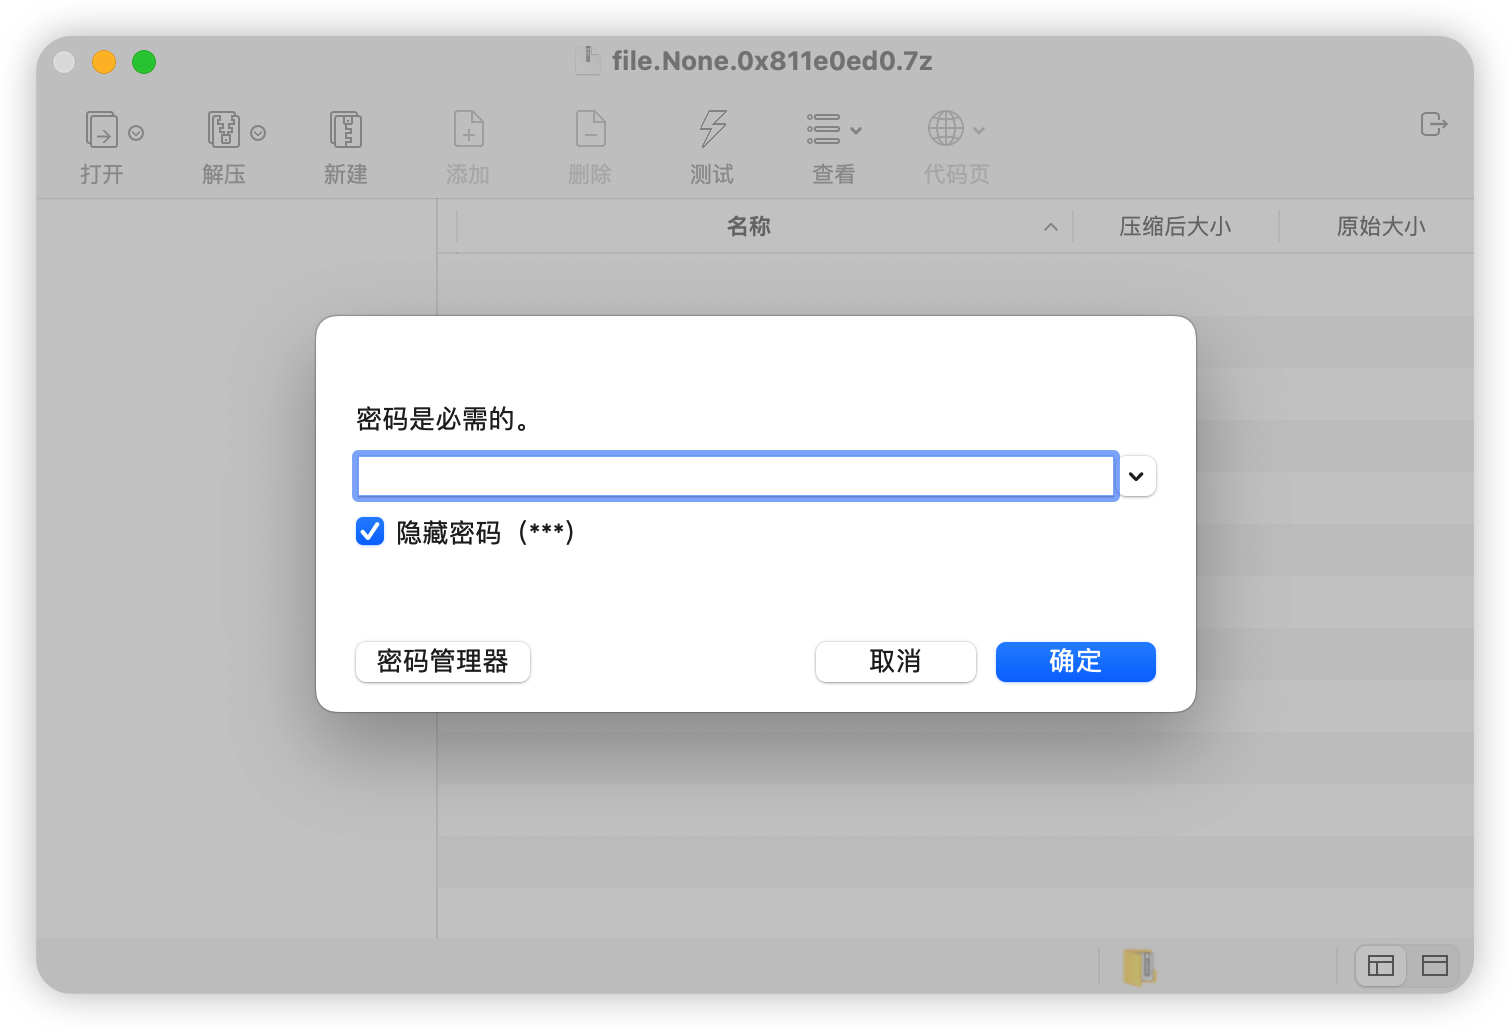 file.None.0x811e0ed0.7z
打开
解压
新建
添加
删除
测试
查看
代码页
名称
压缩后大小
原始大小
密码是必需的。
隐藏密码（***）
密码管理器
取消
确定